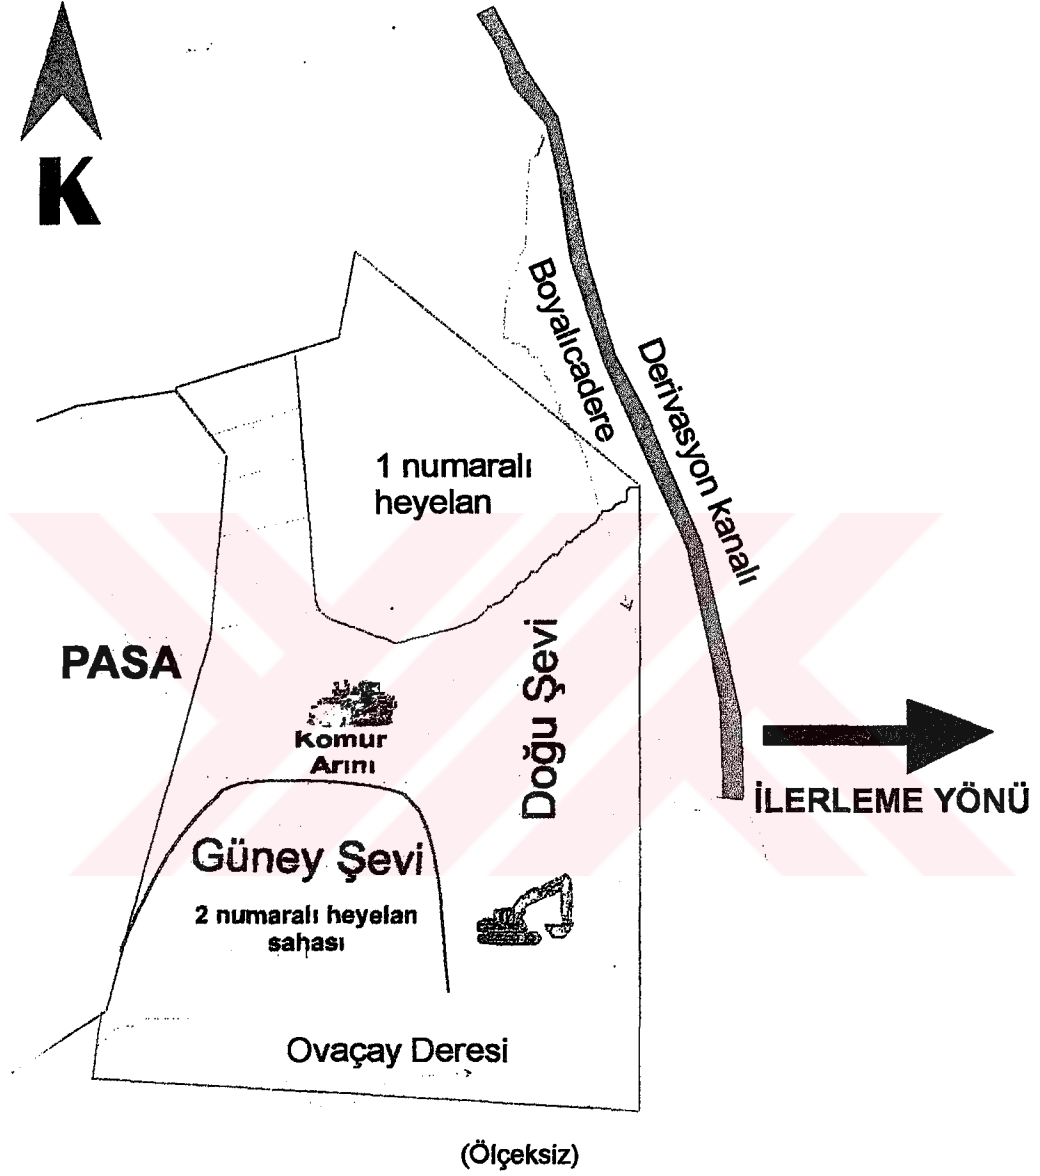 K
Boyalıcadere
Derivasyon kanalı
1 numaralı
heyelan
PASA
Doğu Şevi
Komur
Arını
İLERLEME YÖNÜ
Güney Şevi
2 numaralı heyelan
sahası
Ovaçay Deresi
(Ölçeksiz)